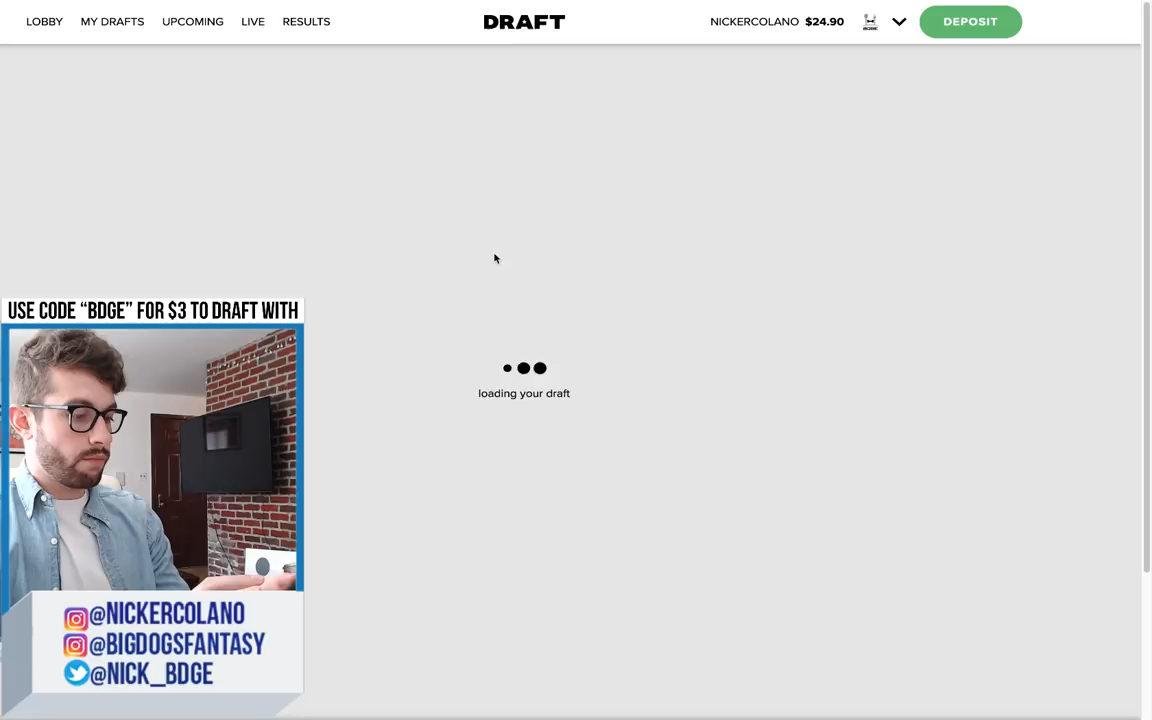 LOBBY MY DRAFTS UPCOMING LIVE RESULTS DRAFT NICKERCOLANO $24.90 DEPOSIT
USE CODE “BDGE” FOR $3 TO DRAFT WITH
loading your draft
@NICKERCOLANO
@BIGDOGSFANTASY
@NICK_BDGE